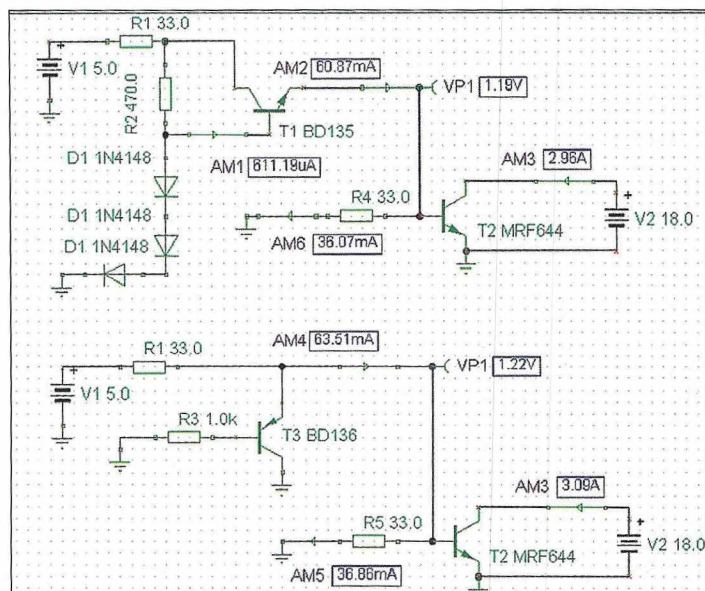 R1 33.0
V1 5.0
R2 470.0
AM2 60.87mA
VP1 1.19V
T1 BD135
D1 1N4148
AM1 611.19uA
AM3 2.96A
D1 1N4148
R4 33.0
V2 18.0
D1 1N4148
AM6 36.07mA
T2 MRF644
R1 33.0
AM4 63.51mA
VP1 1.22V
V1 5.0
R3 1.0k
T3 BD136
AM3 3.09A
R5 33.0
T2 MRF644
V2 18.0
AM5 36.86mA